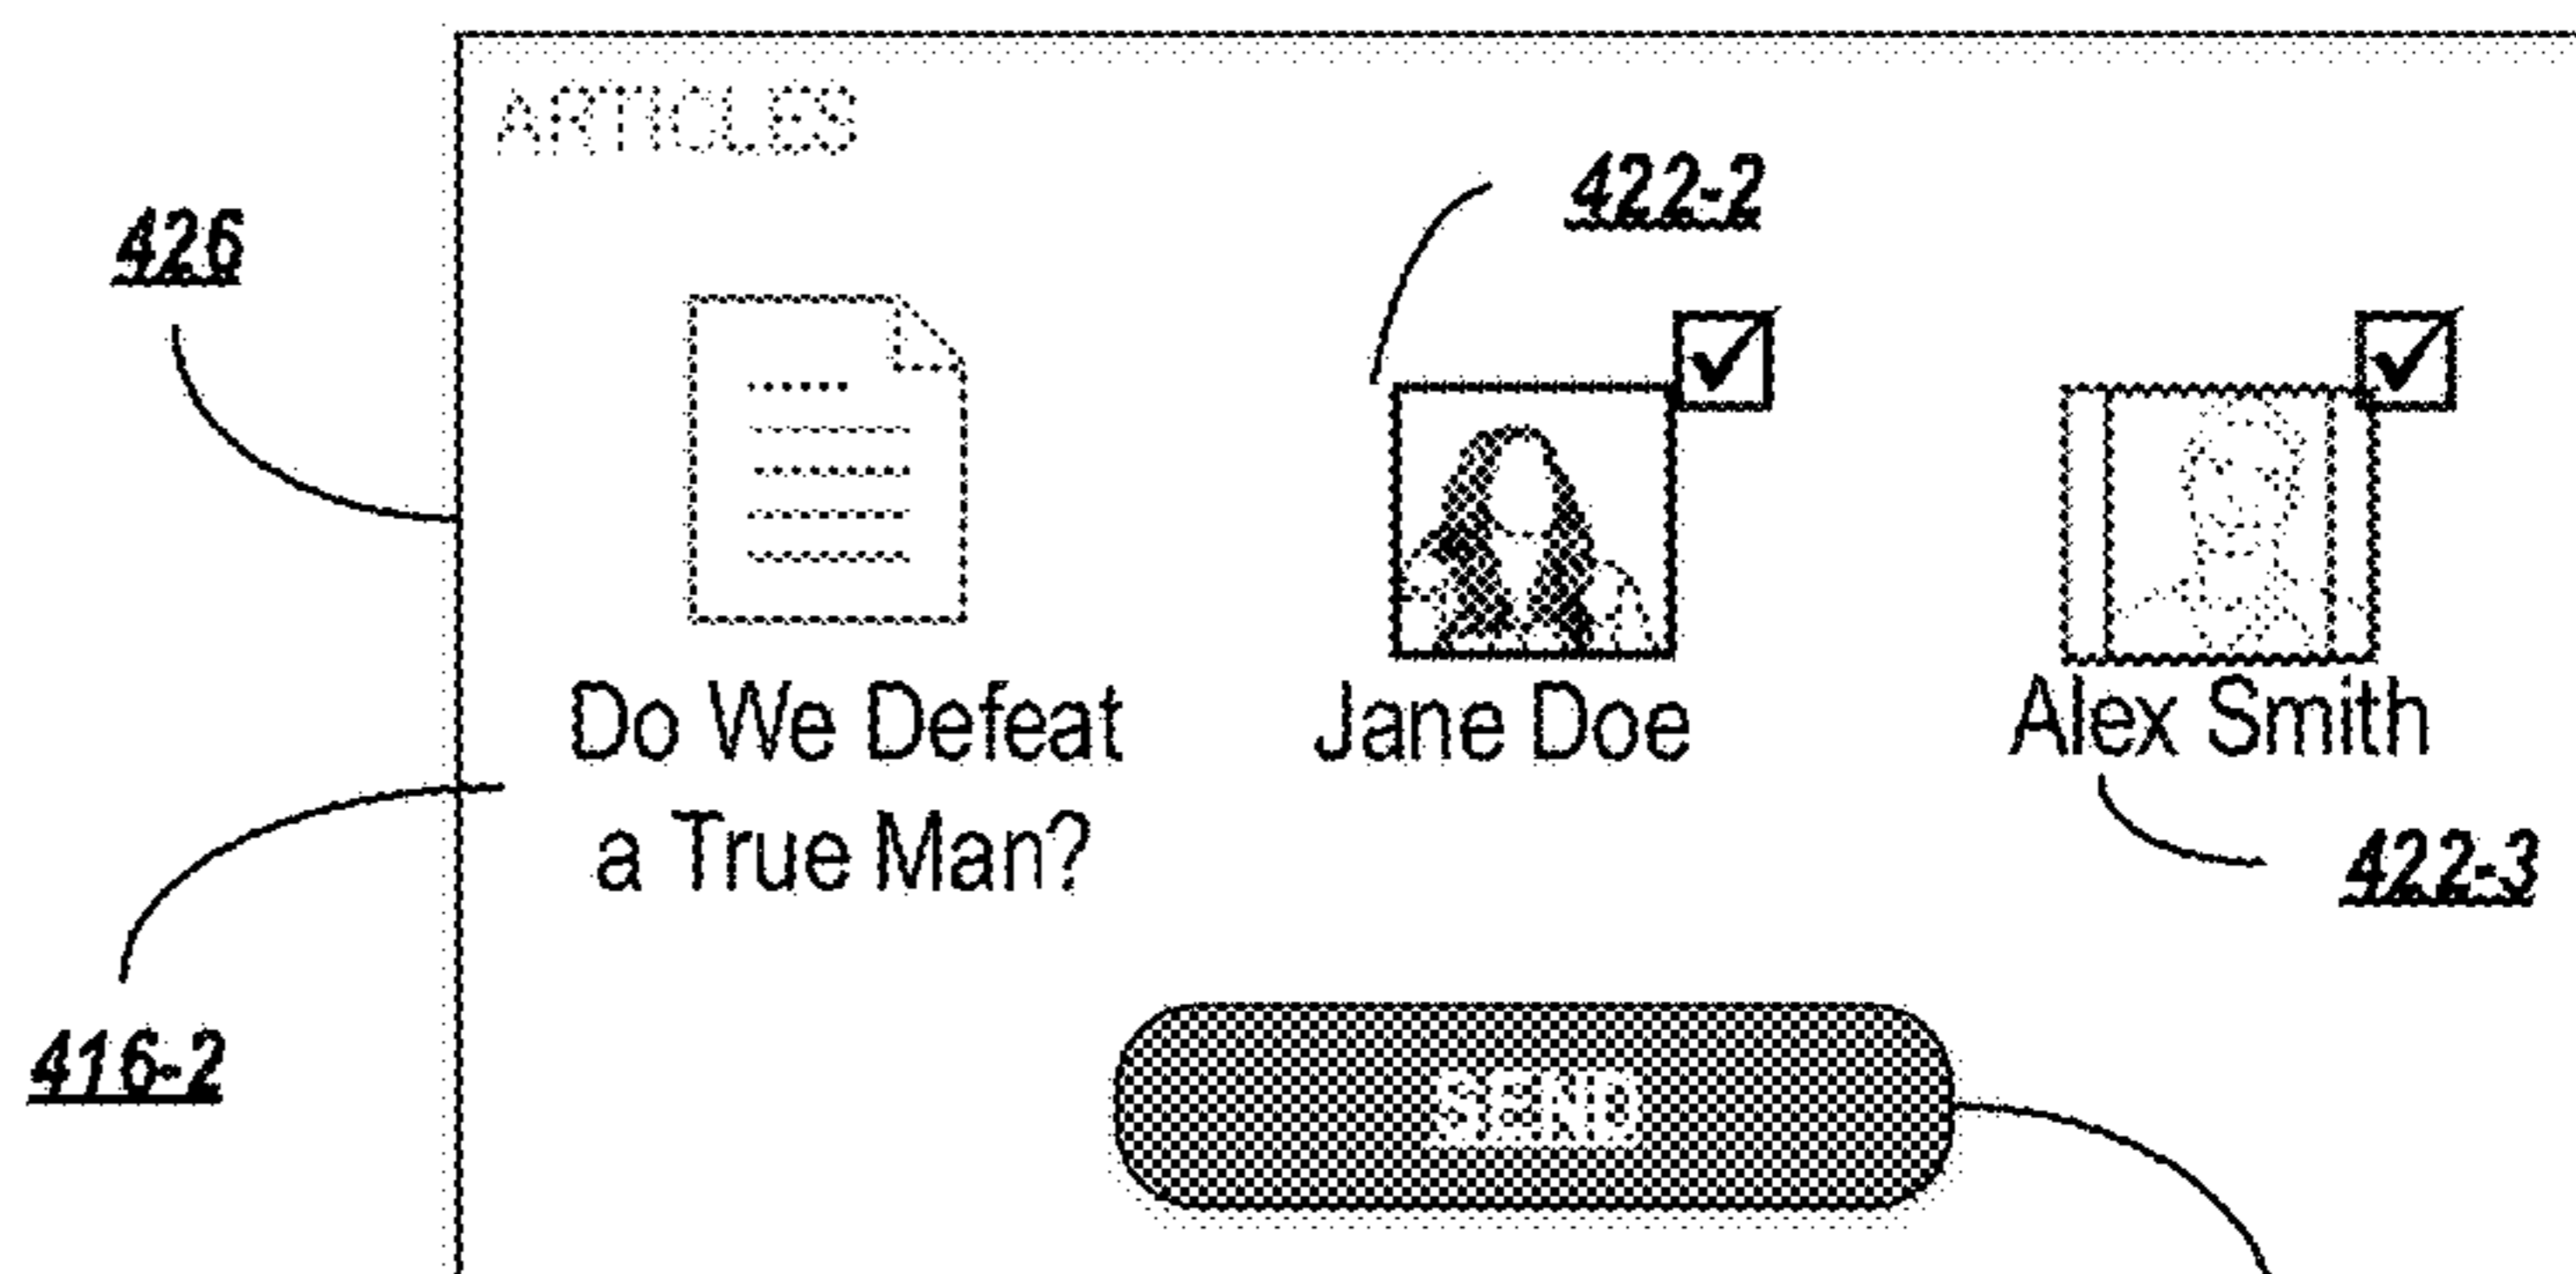 ARTICLES
426
422-2
Do We Defeat
a True Man?
Jane Doe
Alex Smith
422-3
416-2
SEND